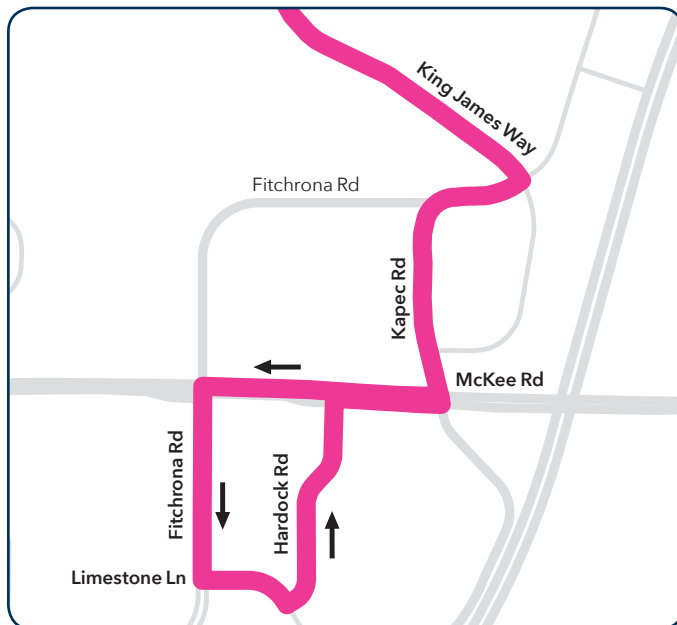 King James Way
Fitchrona Rd
Kapec Rd
McKee Rd
Fitchrona Rd
Hardock Rd
Limestone Ln